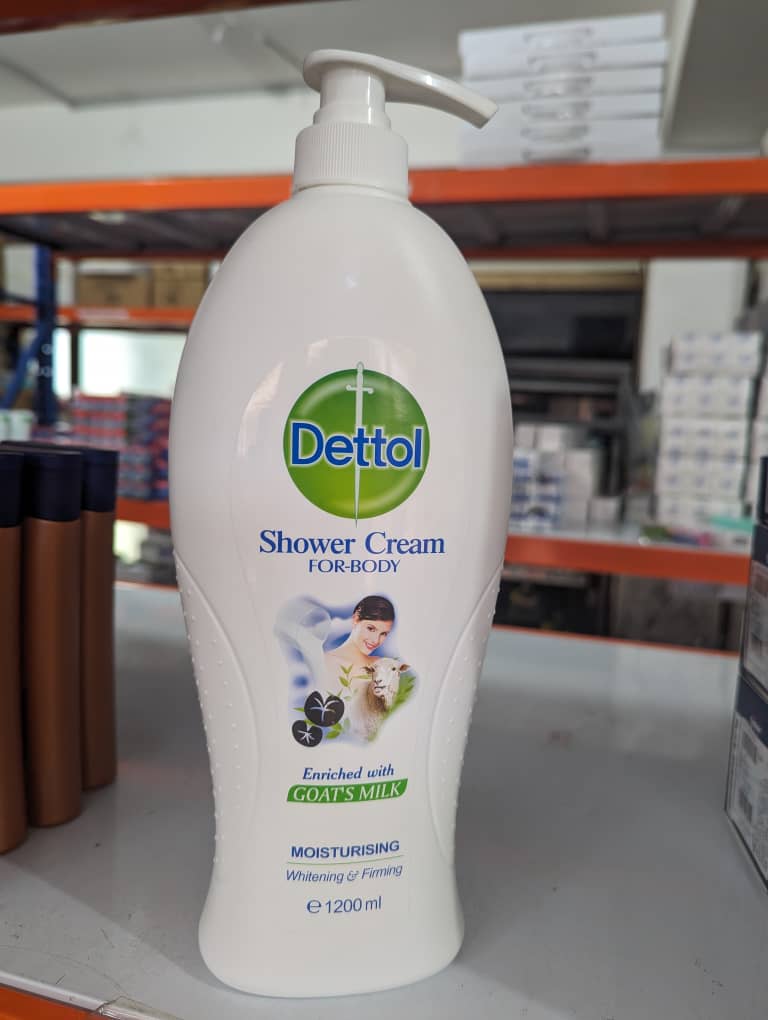 Dettol
Shower Cream
FOR-BODY
Enriched with
GOAT'S MILK
MOISTURISING
Whitening & Firming
℮ 1200 ml